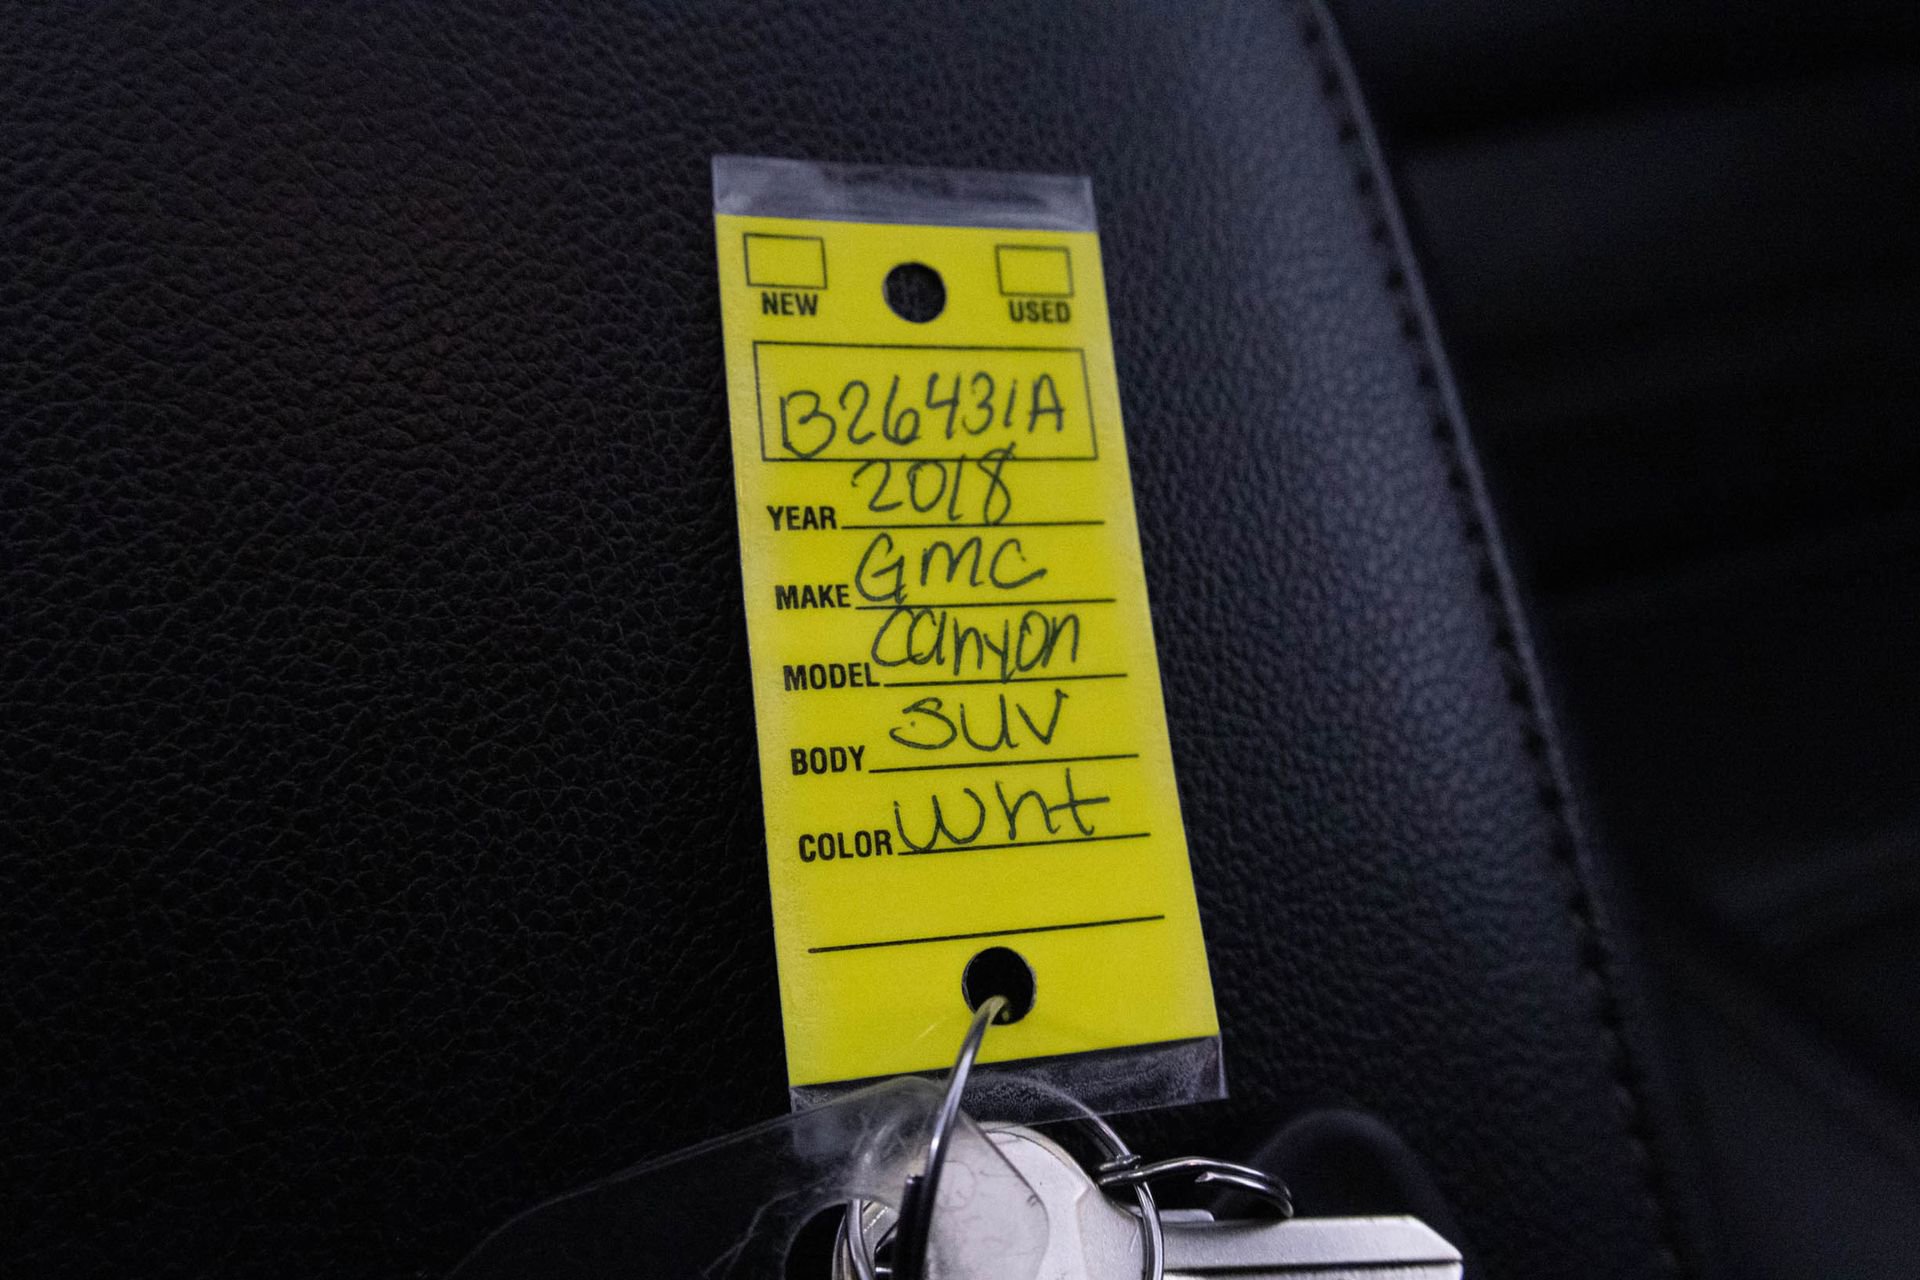 NEW USED
B26431A
YEAR 2018
MAKE GMC
MODEL Canyon
BODY SUV
COLOR Wht